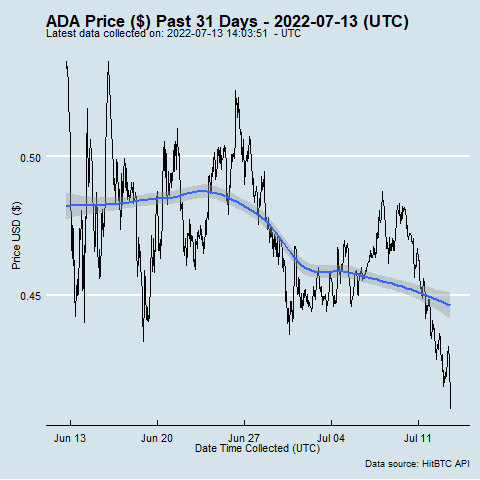 ADA Price ($) Past 31 Days - 2022-07-13 (UTC)
Latest data collected on: 2022-07-13 14:03:51  - UTC
0.50
Price USD ($)
0.45
Jun 13 Jun 20 Jun 27 Jul 04 Jul 11
Date Time Collected (UTC)
Data source: HitBTC API